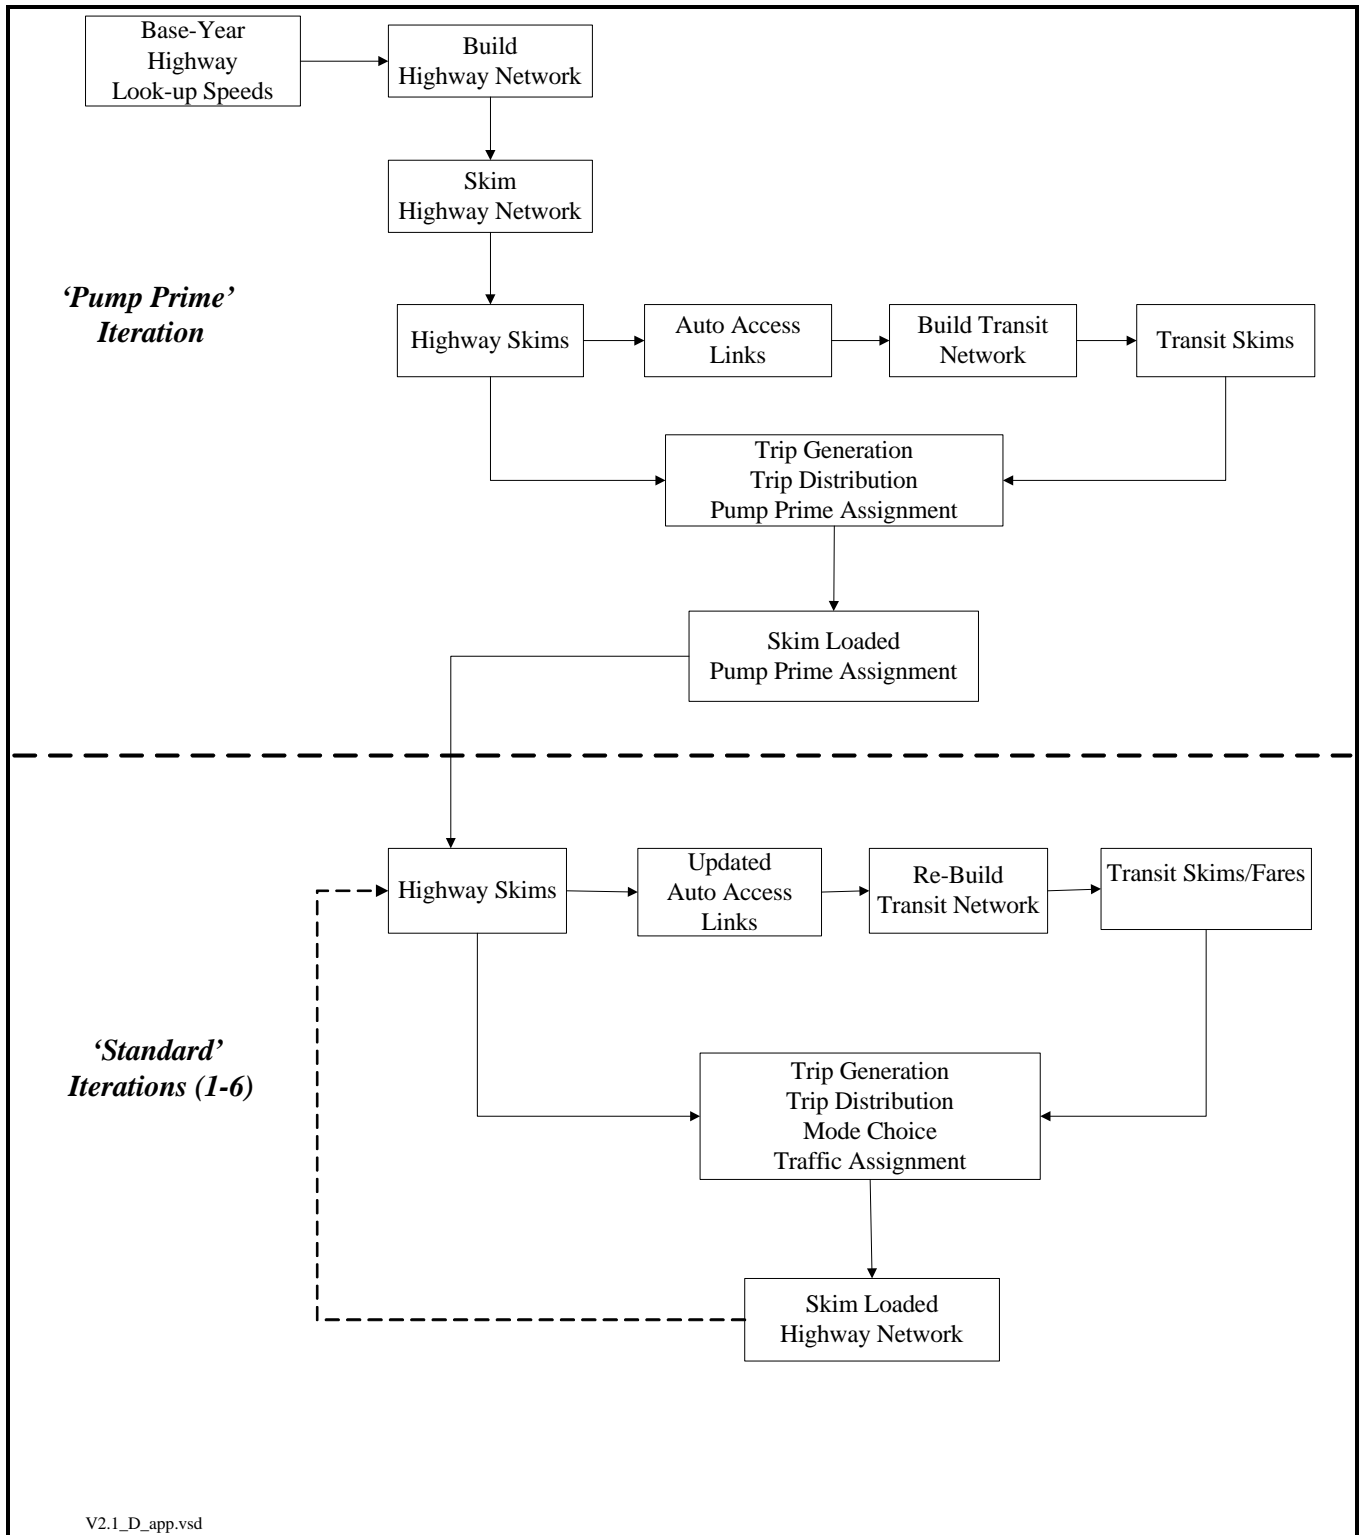 Base-Year
Highway
Look-up Speeds
Build
Highway Network
Skim
Highway Network
‘Pump Prime’
Iteration
Highway Skims
Auto Access
Links
Build Transit
Network
Transit Skims
Trip Generation
Trip Distribution
Pump Prime Assignment
Skim Loaded
Pump Prime Assignment
Highway Skims
Updated
Auto Access
Links
Re-Build
Transit Network
Transit Skims/Fares
‘Standard’
Iterations (1-6)
Trip Generation
Trip Distribution
Mode Choice
Traffic Assignment
Skim Loaded
Highway Network
V2.1_D_app.vsd